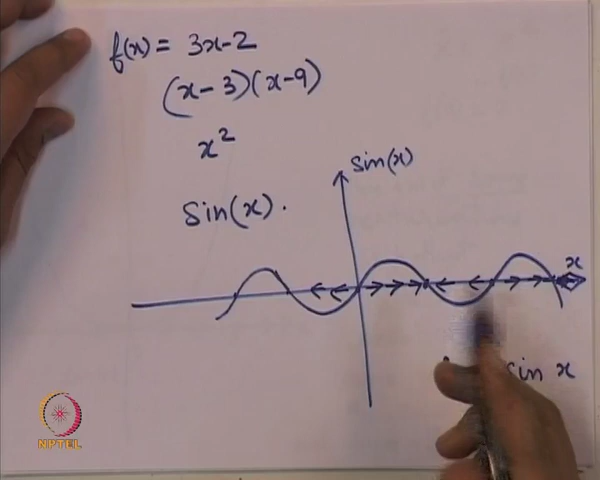 f(x) = 3x-2
(x-3)(x-9)
x²
sin(x).
sin(x)
x
sin x
NPTEL